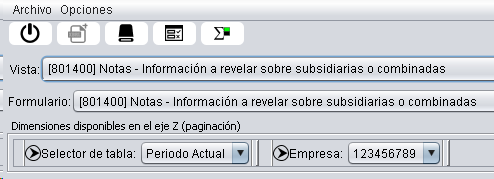 Archivo Opciones
Σ
Vista: [801400] Notas - Información a revelar sobre subsidiarias o combinadas
Formulario: [801400] Notas - Información a revelar sobre subsidiarias o combinadas
Dimensiones disponibles en el eje Z (paginación)
Selector de tabla: Periodo Actual Empresa: 123456789